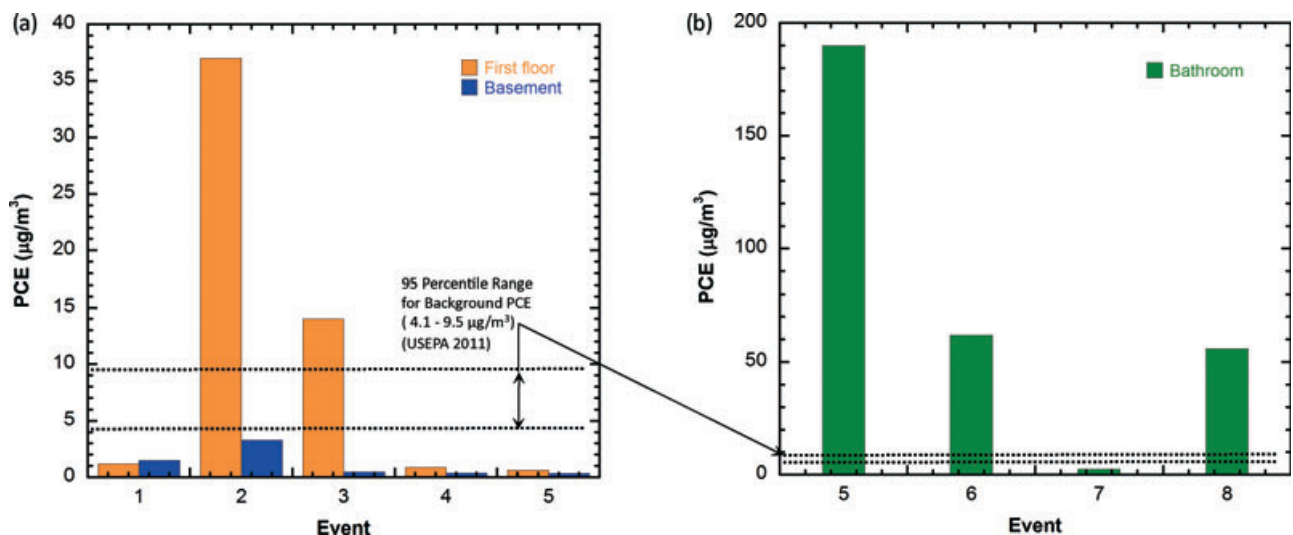 (a)
40
35
30
25
20
15
10
5
0
PCE (µg/m³)
First floor
Basement
95 Percentile Range
for Background PCE
( 4.1 - 9.5 µg/m³)
(USEPA 2011)
1 2 3 4 5
Event
(b)
200
150
100
50
0
PCE (µg/m³)
Bathroom
5 6 7 8
Event